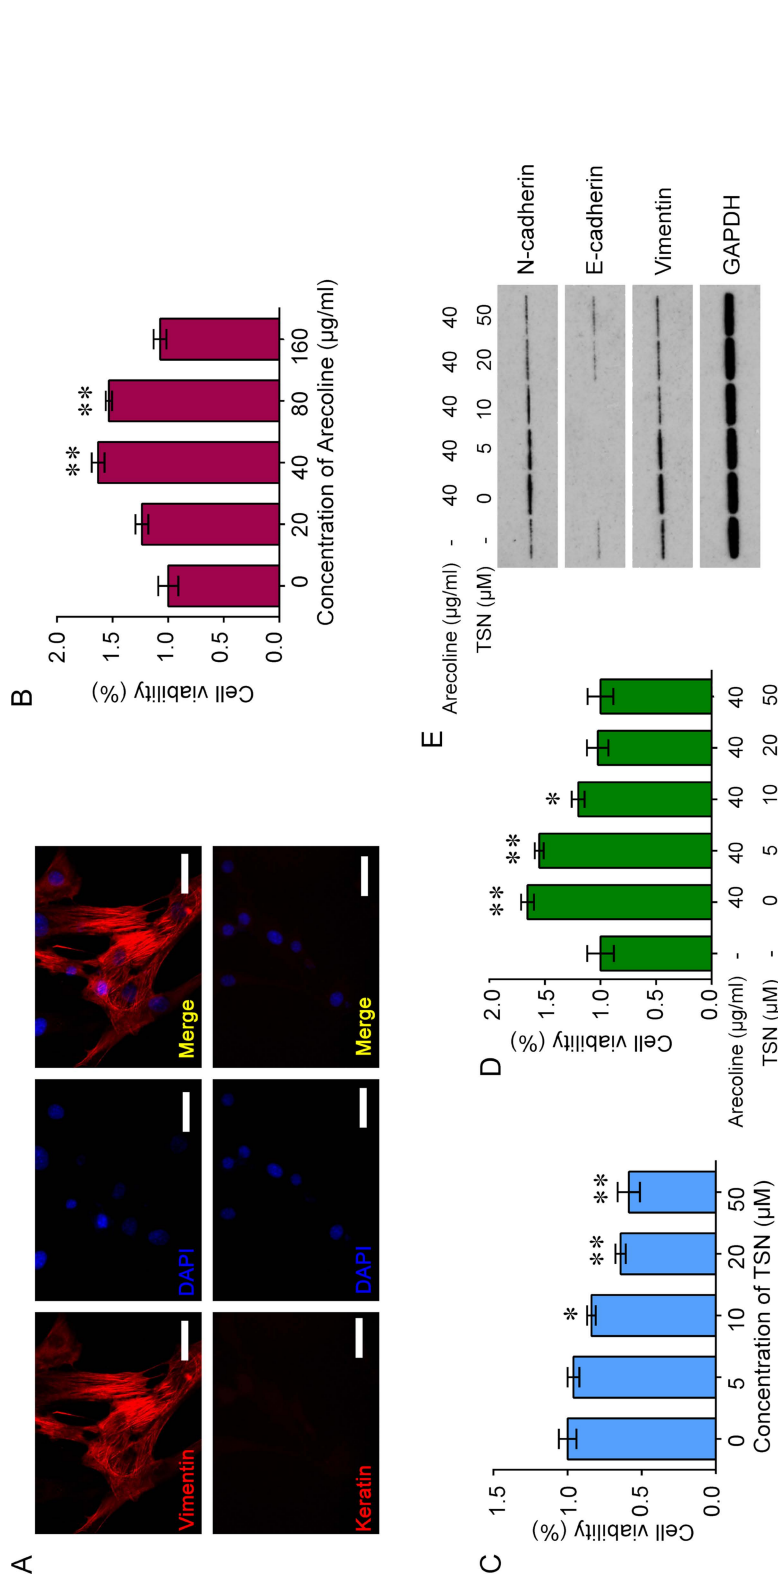 A
Vimentin
DAPI
Merge
Keratin
DAPI
Merge
B
Cell viability (%)
2.0
1.5
1.0
0.5
0.0
**
**
0 20 40 80 160
Concentration of Arecoline (μg/ml)
C
Cell viability (%)
1.5
1.0
0.5
0.0
*
**
**
0 5 10 20 50
Concentration of TSN (μM)
D
Cell viability (%)
2.0
1.5
1.0
0.5
0.0
**
**
*
Arecoline (μg/ml) - 40 40 40 40 40
TSN (μM) - 0 5 10 20 50
E
Arecoline (μg/ml) - 40 40 40 40 40
TSN (μM) - 0 5 10 20 50
N-cadherin
E-cadherin
Vimentin
GAPDH